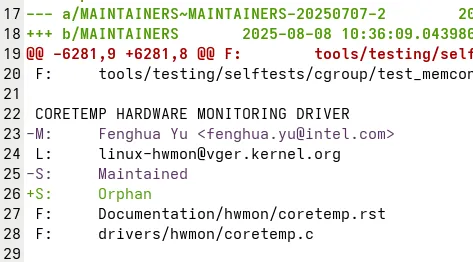 17 --- a/MAINTAINERS~MAINTAINERS-20250707-2 20
18 +++ b/MAINTAINERS 2025-08-08 10:36:09.043986
19 @@ -6281,9 +6281,8 @@ F: tools/testing/self
20 F: tools/testing/selftests/cgroup/test_memcon
21
22 CORETEMP HARDWARE MONITORING DRIVER
23 -M: Fenghua Yu <fenghua.yu@intel.com>
24 L: linux-hwmon@vger.kernel.org
25 -S: Maintained
26 +S: Orphan
27 F: Documentation/hwmon/coretemp.rst
28 F: drivers/hwmon/coretemp.c
29